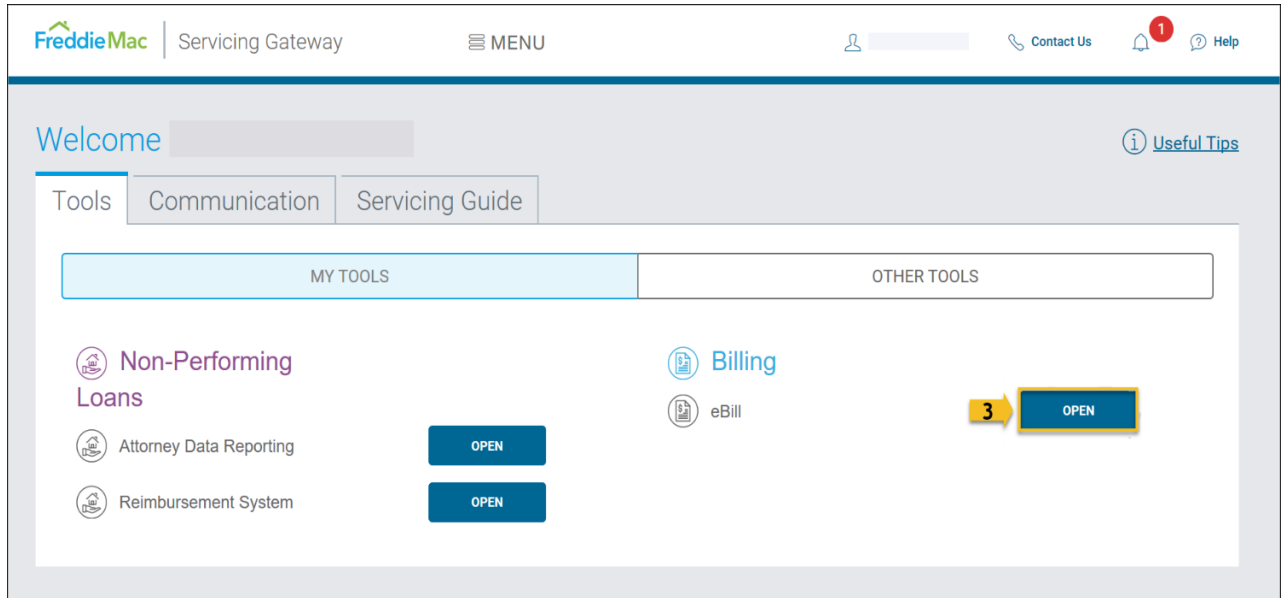 FreddieMac Servicing Gateway MENU Contact Us 1 Help
Welcome
Useful Tips
Tools Communication Servicing Guide
MY TOOLS OTHER TOOLS
Non-Performing
Loans
Attorney Data Reporting OPEN
Reimbursement System OPEN
Billing
eBill 3 OPEN